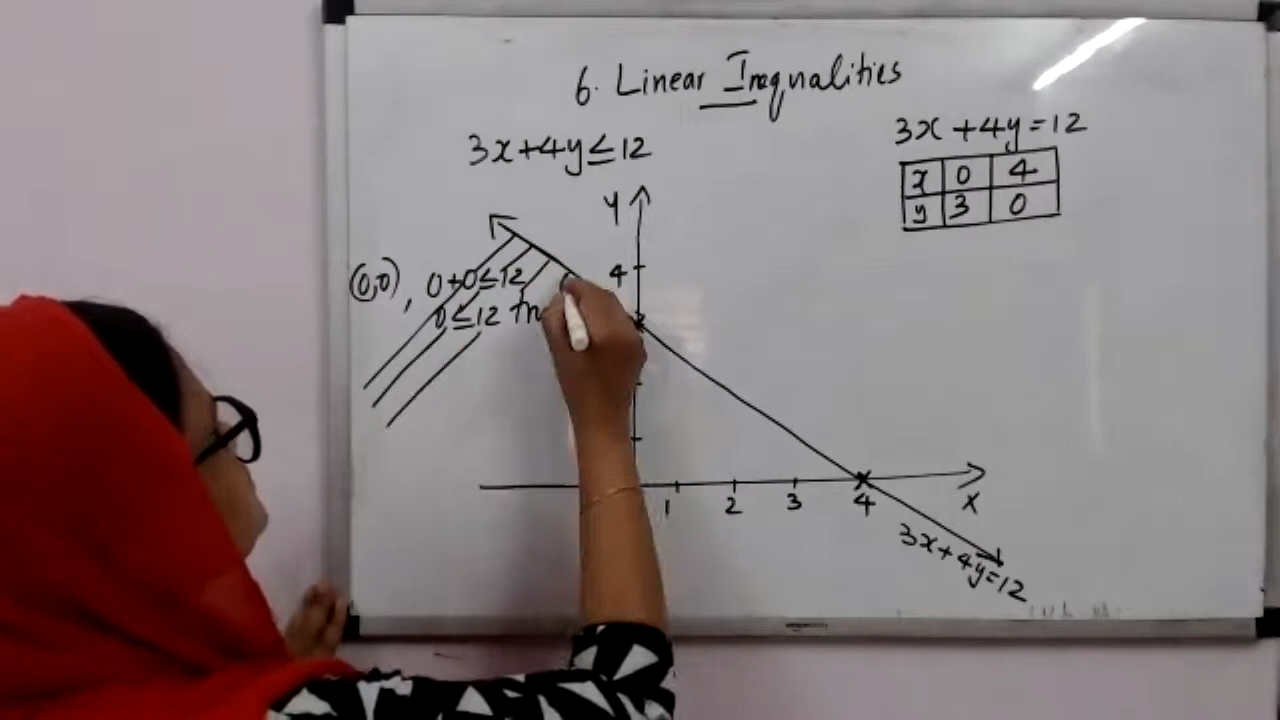 6. Linear Inequalities
3x+4y≤12
3x+4y=12
x 0 4
y 3 0
Y
4
(0,0), 0+0≤12
0≤12
1 2 3 4 X
3x+4y=12